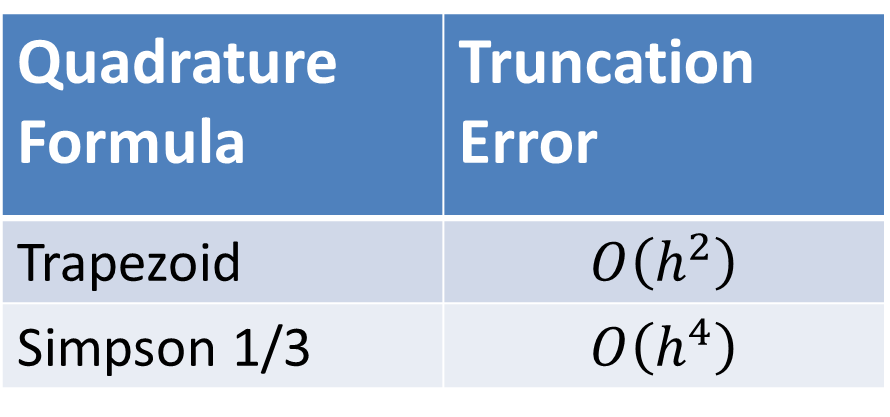 Quadrature Truncation
Formula Error
Trapezoid O(h²)
Simpson 1/3 O(h⁴)